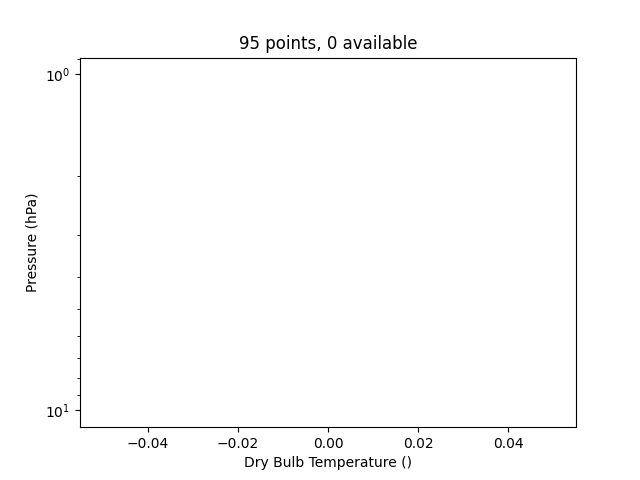 95 points, 0 available
10⁰
Pressure (hPa)
10¹
−0.04 −0.02 0.00 0.02 0.04
Dry Bulb Temperature ()